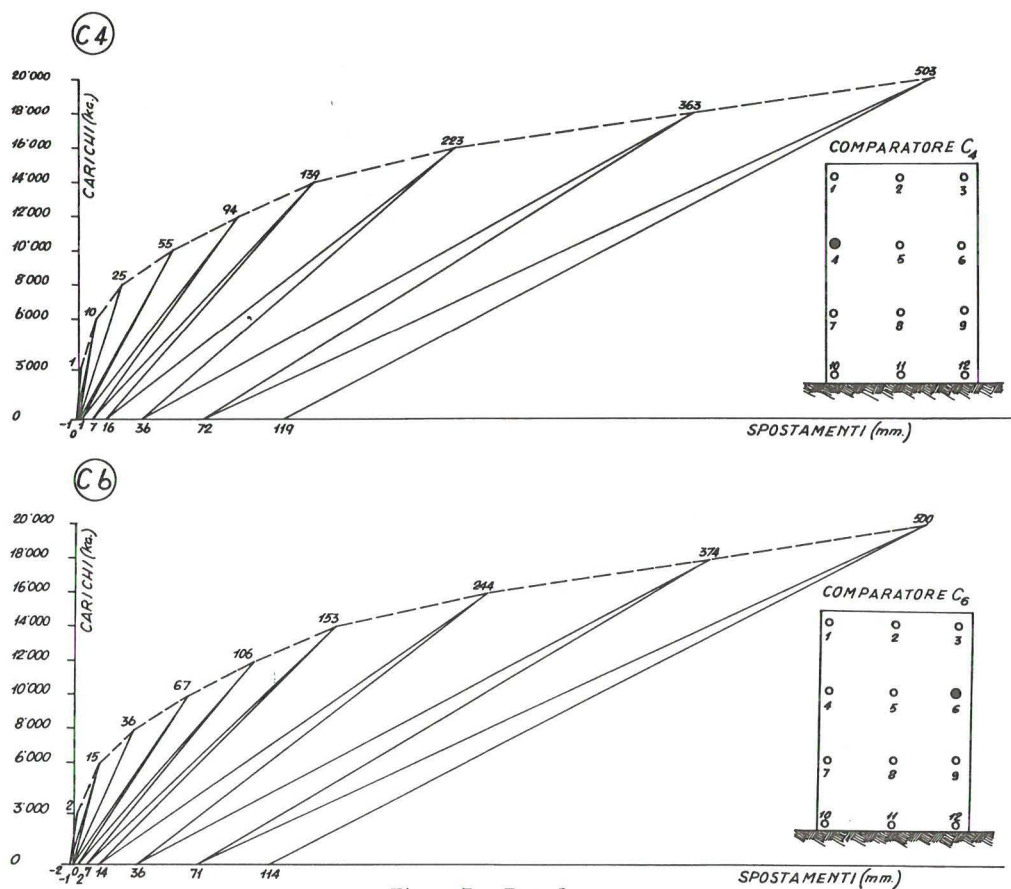 C4
20'000
18'000
16'000
14'000
12'000
10'000
8'000
6'000
3'000
0
CARICHI (kg.)
1
10
25
55
94
139
223
363
503
-1 0 1 7 16 36 72 119
SPOSTAMENTI (mm.)
COMPARATORE C4
1 2 3
4 5 6
7 8 9
10 11 12
C6
20'000
18'000
16'000
14'000
12'000
10'000
8'000
6'000
3'000
0
CARICHI (kg.)
2
15
36
67
106
153
244
374
500
-2 -1 0 2 7 14 36 71 114
SPOSTAMENTI (mm.)
COMPARATORE C6
1 2 3
4 5 6
7 8 9
10 11 12